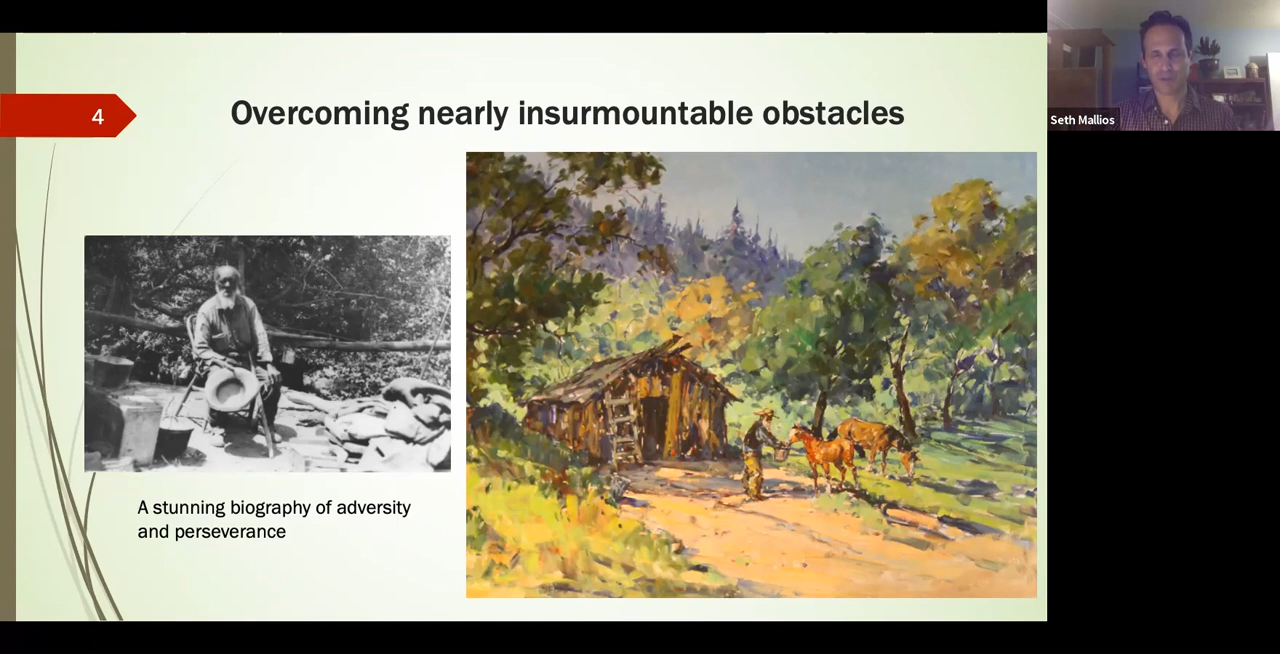 4
Overcoming nearly insurmountable obstacles
Seth Mallios
A stunning biography of adversity
and perseverance